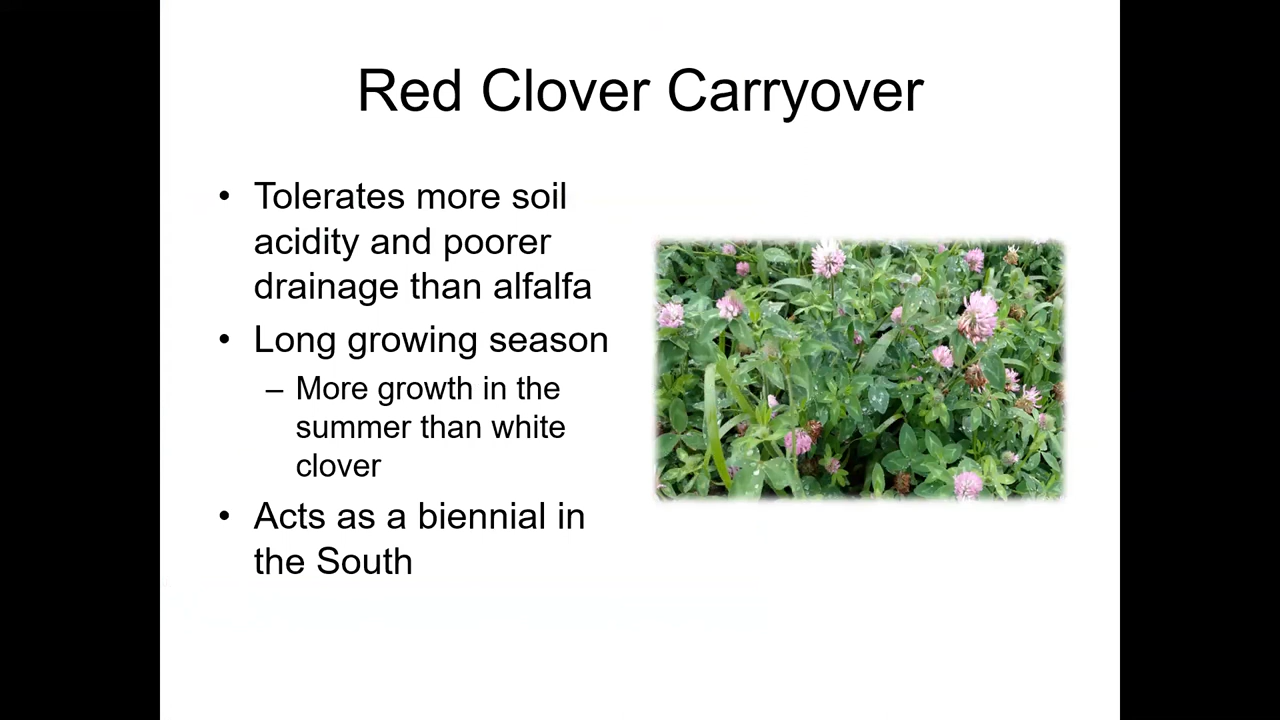 Red Clover Carryover
• Tolerates more soil
acidity and poorer
drainage than alfalfa
• Long growing season
– More growth in the
summer than white
clover
• Acts as a biennial in
the South